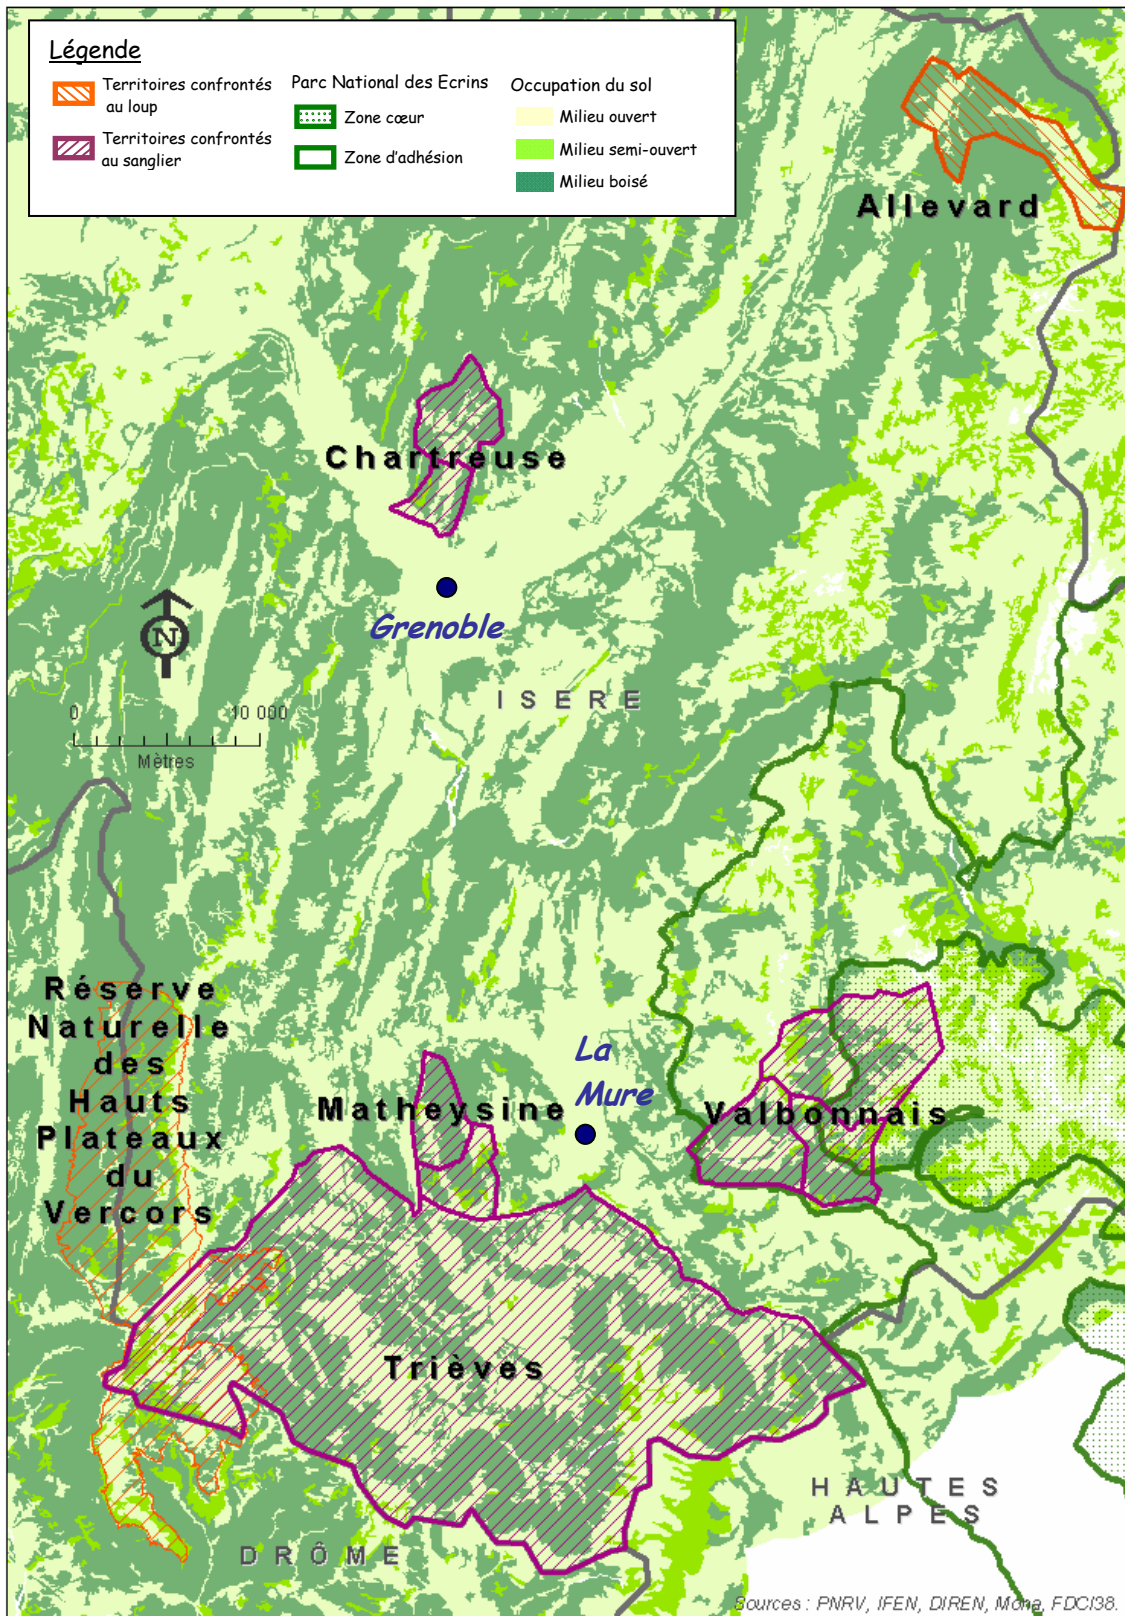 Légende
Territoires confrontés
au loup
Territoires confrontés
au sanglier
Parc National des Ecrins
Zone cœur
Zone d'adhésion
Occupation du sol
Milieu ouvert
Milieu semi-ouvert
Milieu boisé
Allevard
Chartreuse
Grenoble
N
ISERE
0 10 000
Mètres
Réserve
Naturelle
des
Hauts
Plateaux
du
Vercors
La
Mure
Matheysine
Valbonnais
Trièves
HAUTES
ALPES
DRÔME
Sources : PNRV, IFEN, DIREN, Mona, FDCI38.